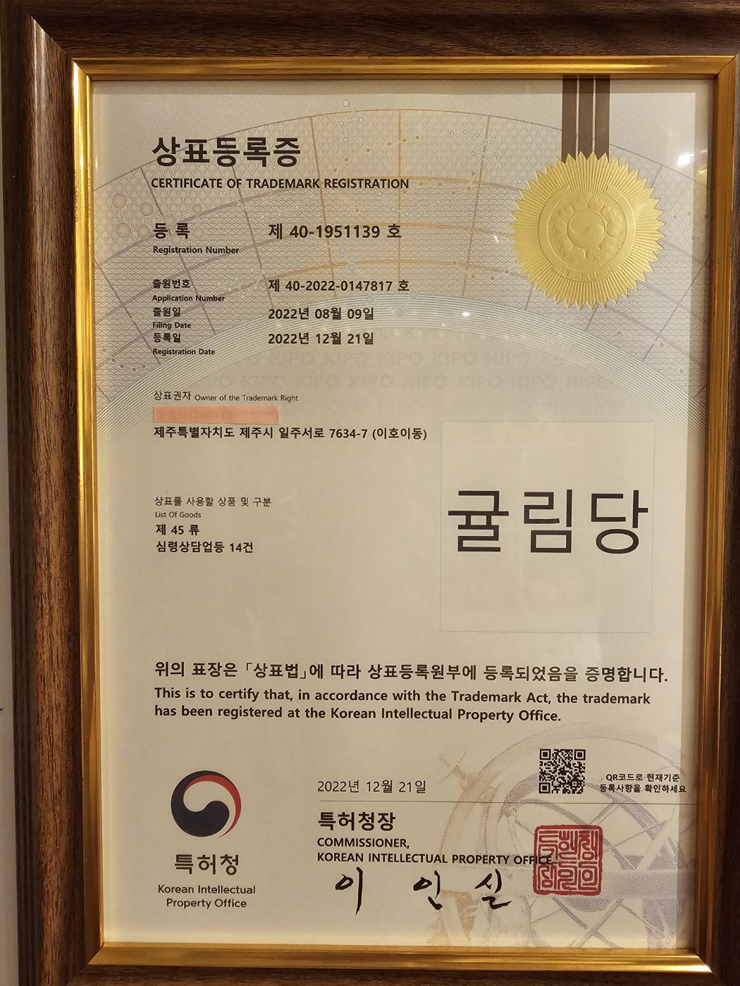 상표등록증
CERTIFICATE OF TRADEMARK REGISTRATION
등 록 제 40-1951139 호
Registration Number
출원번호 제 40-2022-0147817 호
Application Number
출원일 2022년 08월 09일
Filing Date
등록일 2022년 12월 21일
Registration Date
상표권자 Owner of the Trademark Right
제주특별자치도 제주시 일주서로 7634-7 (이호이동)
상표를 사용할 상품 및 구분
List Of Goods
제 45 류
심령상담업등 14건
귤림당
위의 표장은 「상표법」에 따라 상표등록원부에 등록되었음을 증명합니다.
This is to certify that, in accordance with the Trademark Act, the trademark
has been registered at the Korean Intellectual Property Office.
2022년 12월 21일
QR코드로 현재기준
등록사항을 확인하세요
특허청장
COMMISSIONER,
KOREAN INTELLECTUAL PROPERTY OFFICE
이 인 실
특허청
Korean Intellectual
Property Office